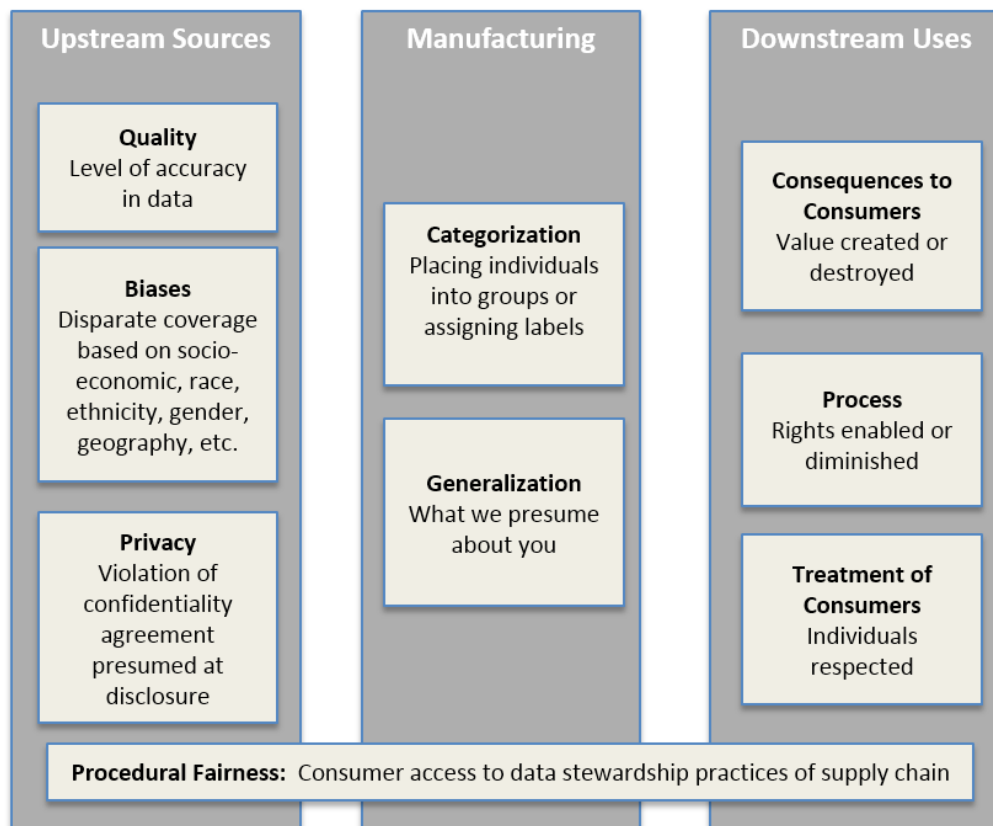 Upstream Sources
Quality
Level of accuracy
in data
Biases
Disparate coverage
based on socio-
economic, race,
ethnicity, gender,
geography, etc.
Privacy
Violation of
confidentiality
agreement
presumed at
disclosure
Manufacturing
Categorization
Placing individuals
into groups or
assigning labels
Generalization
What we presume
about you
Downstream Uses
Consequences to
Consumers
Value created or
destroyed
Process
Rights enabled or
diminished
Treatment of
Consumers
Individuals
respected
Procedural Fairness: Consumer access to data stewardship practices of supply chain